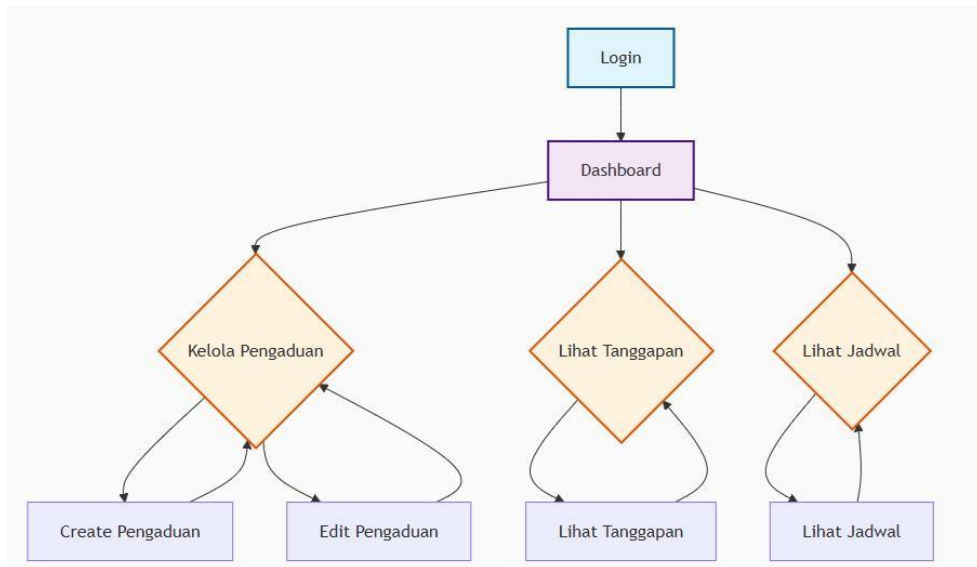 Login
Dashboard
Kelola Pengaduan
Lihat Tanggapan
Lihat Jadwal
Create Pengaduan
Edit Pengaduan
Lihat Tanggapan
Lihat Jadwal